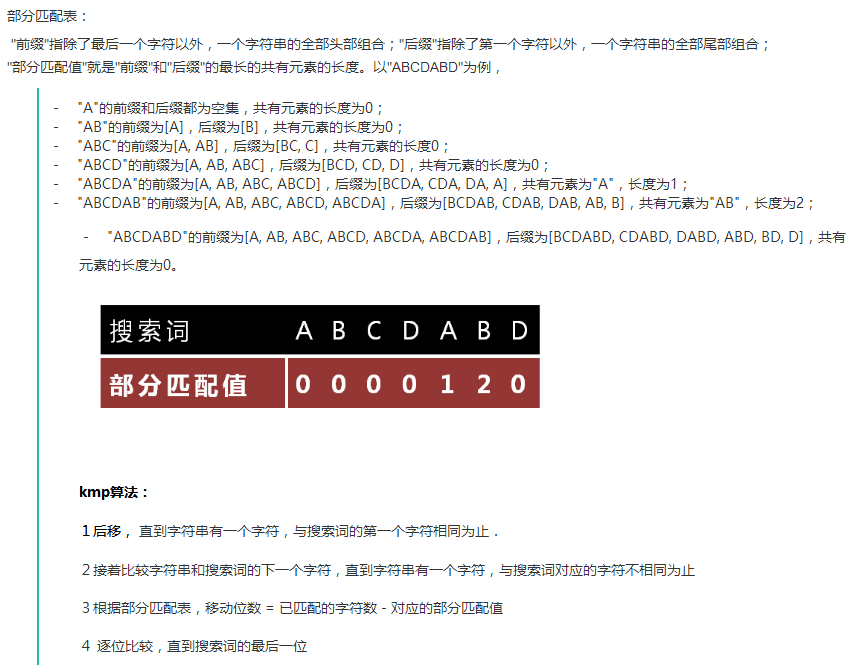 部分匹配表：
"前缀"指除了最后一个字符以外，一个字符串的全部头部组合；"后缀"指除了第一个字符以外，一个字符串的全部尾部组合；
"部分匹配值"就是"前缀"和"后缀"的最长的共有元素的长度。以"ABCDABD"为例，
- "A"的前缀和后缀都为空集，共有元素的长度为0；
- "AB"的前缀为[A]，后缀为[B]，共有元素的长度为0；
- "ABC"的前缀为[A, AB]，后缀为[BC, C]，共有元素的长度0；
- "ABCD"的前缀为[A, AB, ABC]，后缀为[BCD, CD, D]，共有元素的长度为0；
- "ABCDA"的前缀为[A, AB, ABC, ABCD]，后缀为[BCDA, CDA, DA, A]，共有元素为"A"，长度为1；
- "ABCDAB"的前缀为[A, AB, ABC, ABCD, ABCDA]，后缀为[BCDAB, CDAB, DAB, AB, B]，共有元素为"AB"，长度为2；
- "ABCDABD"的前缀为[A, AB, ABC, ABCD, ABCDA, ABCDAB]，后缀为[BCDABD, CDABD, DABD, ABD, BD, D]，共有
元素的长度为0。
搜索词 A B C D A B D
部分匹配值 0 0 0 0 1 2 0
kmp算法：
1 后移， 直到字符串有一个字符，与搜索词的第一个字符相同为止．
2 接着比较字符串和搜索词的下一个字符，直到字符串有一个字符，与搜索词对应的字符不相同为止
3 根据部分匹配表，移动位数 = 已匹配的字符数 - 对应的部分匹配值
4 逐位比较，直到搜索词的最后一位